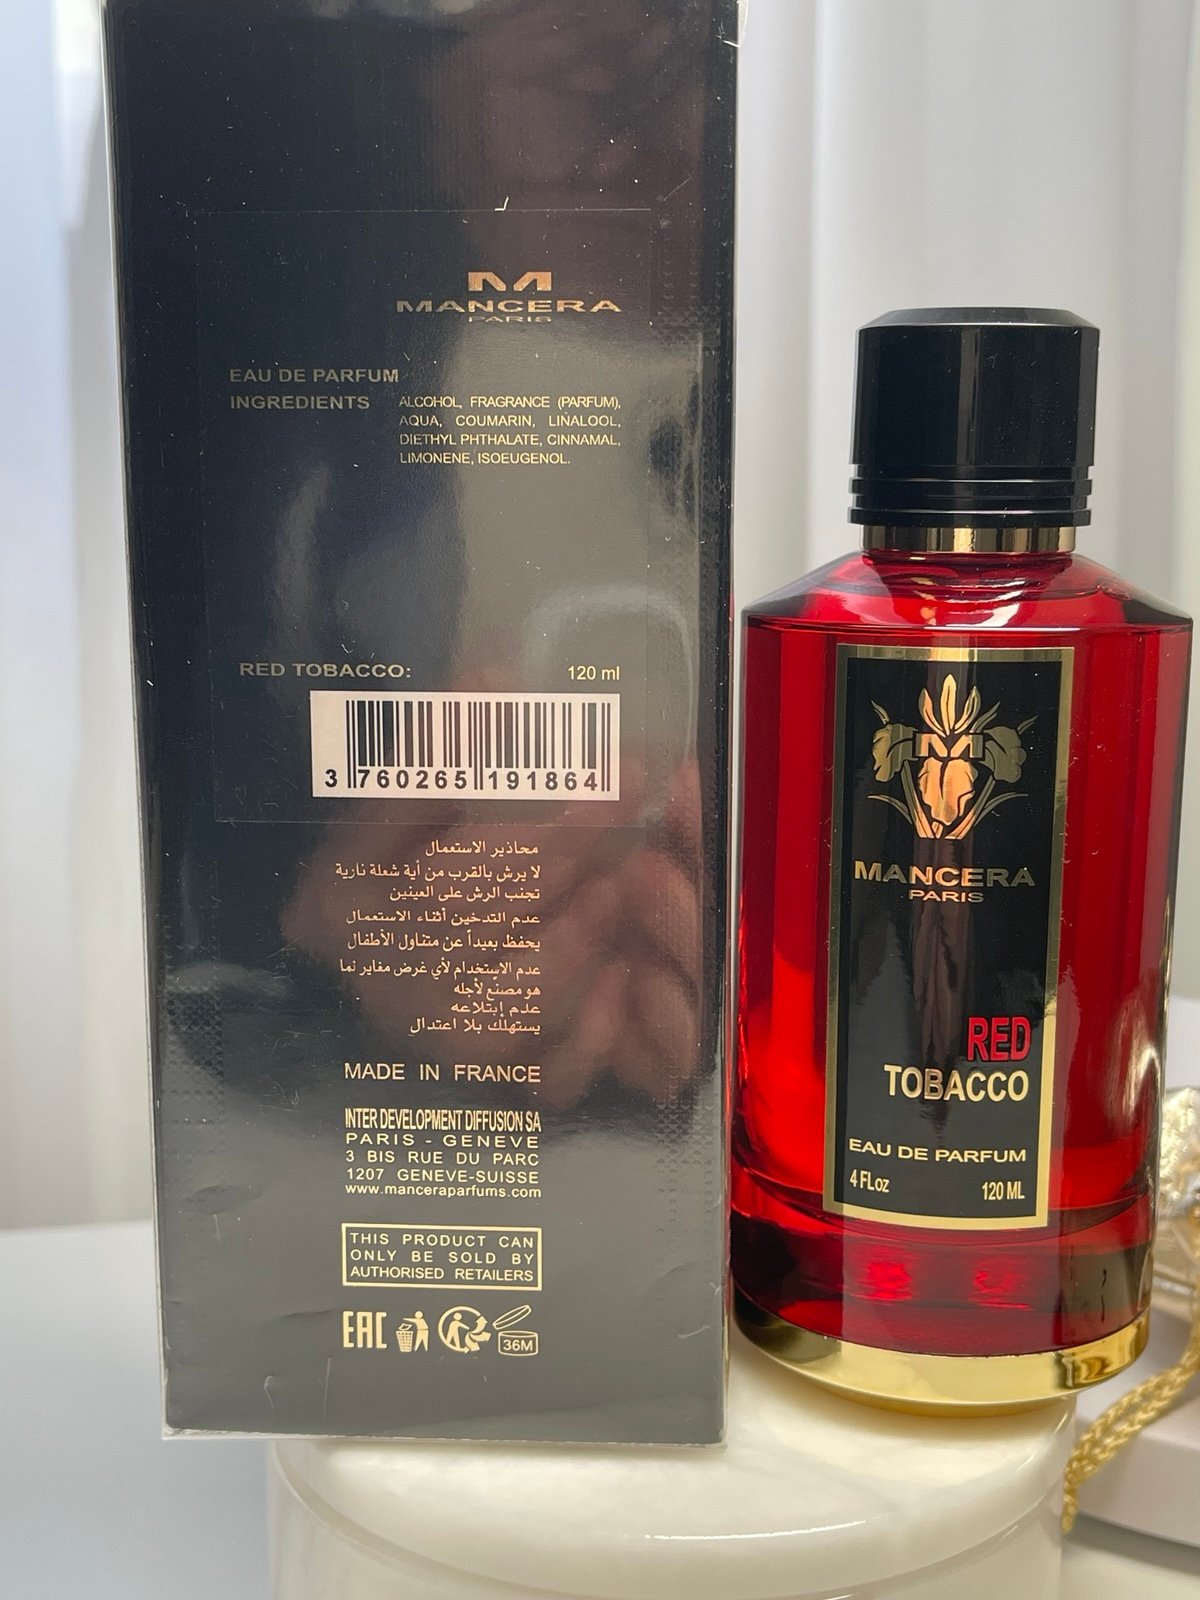 M
MANCERA
PARIS
EAU DE PARFUM
INGREDIENTS
ALCOHOL, FRAGRANCE (PARFUM),
AQUA, COUMARIN, LINALOOL,
DIETHYL PHTHALATE, CINNAMAL,
LIMONENE, ISOEUGENOL.
RED TOBACCO: 120 ml
3 760265 191864
محاذير الاستعمال
لا يرش بالقرب من أية شعلة نارية
تجنب الرش على العينين
عدم التدخين أثناء الاستعمال
يحفظ بعيداً عن متناول الأطفال
عدم الاستخدام لأي غرض مغاير لما
هو مصنّع لأجله
عدم إبتلاعه
يستهلك بلا اعتدال
MADE IN FRANCE
INTER DEVELOPMENT DIFFUSION SA
PARIS - GENEVE
3 BIS RUE DU PARC
1207 GENEVE-SUISSE
www.manceraparfums.com
THIS PRODUCT CAN
ONLY BE SOLD BY
AUTHORISED RETAILERS
EAC
36M
M
MANCERA
PARIS
RED
TOBACCO
EAU DE PARFUM
4 FLoz 120 ML